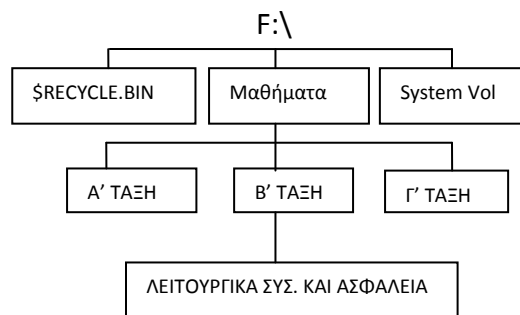 F:\
$RECYCLE.BIN
Μαθήματα
System Vol
Α’ ΤΑΞΗ
Β’ ΤΑΞΗ
Γ’ ΤΑΞΗ
ΛΕΙΤΟΥΡΓΙΚΑ ΣΥΣ. ΚΑΙ ΑΣΦΑΛΕΙΑ